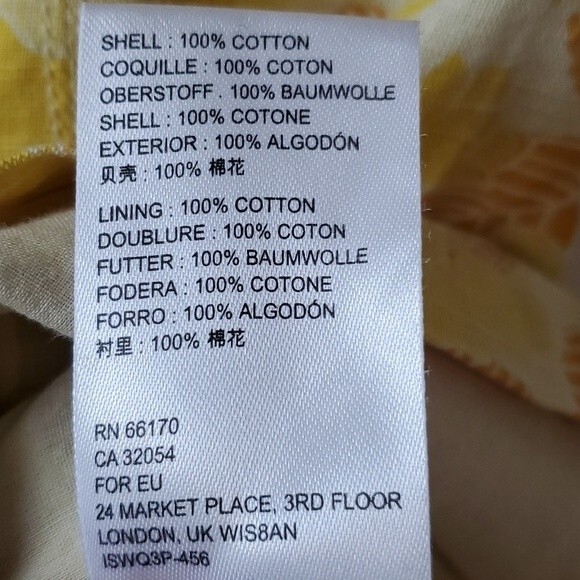 SHELL : 100% COTTON
COQUILLE : 100% COTON
OBERSTOFF . 100% BAUMWOLLE
SHELL : 100% COTONE
EXTERIOR : 100% ALGODÓN
贝壳 : 100% 棉花
LINING : 100% COTTON
DOUBLURE : 100% COTON
FUTTER : 100% BAUMWOLLE
FODERA : 100% COTONE
FORRO : 100% ALGODÓN
衬里 : 100% 棉花
RN 66170
CA 32054
FOR EU
24 MARKET PLACE, 3RD FLOOR
LONDON, UK WIS8AN
ISWQ3P-456